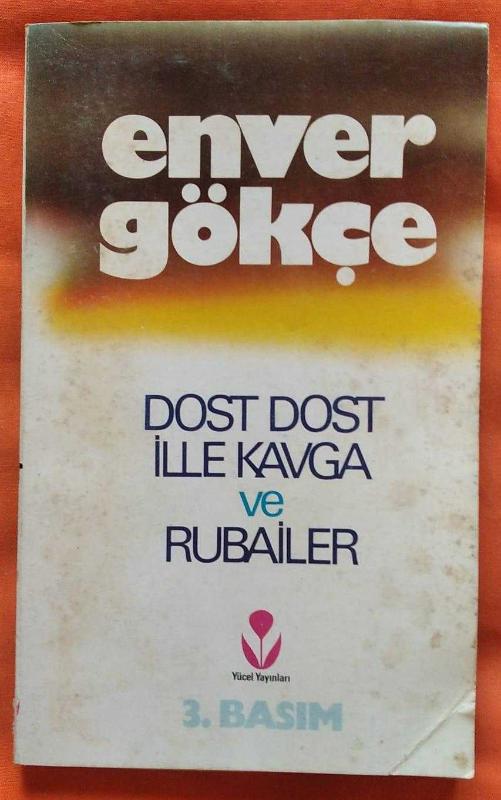 enver
gökçe
DOST DOST
İLLE KAVGA
ve
RUBAİLER
Yücel Yayınları
3. BASIM